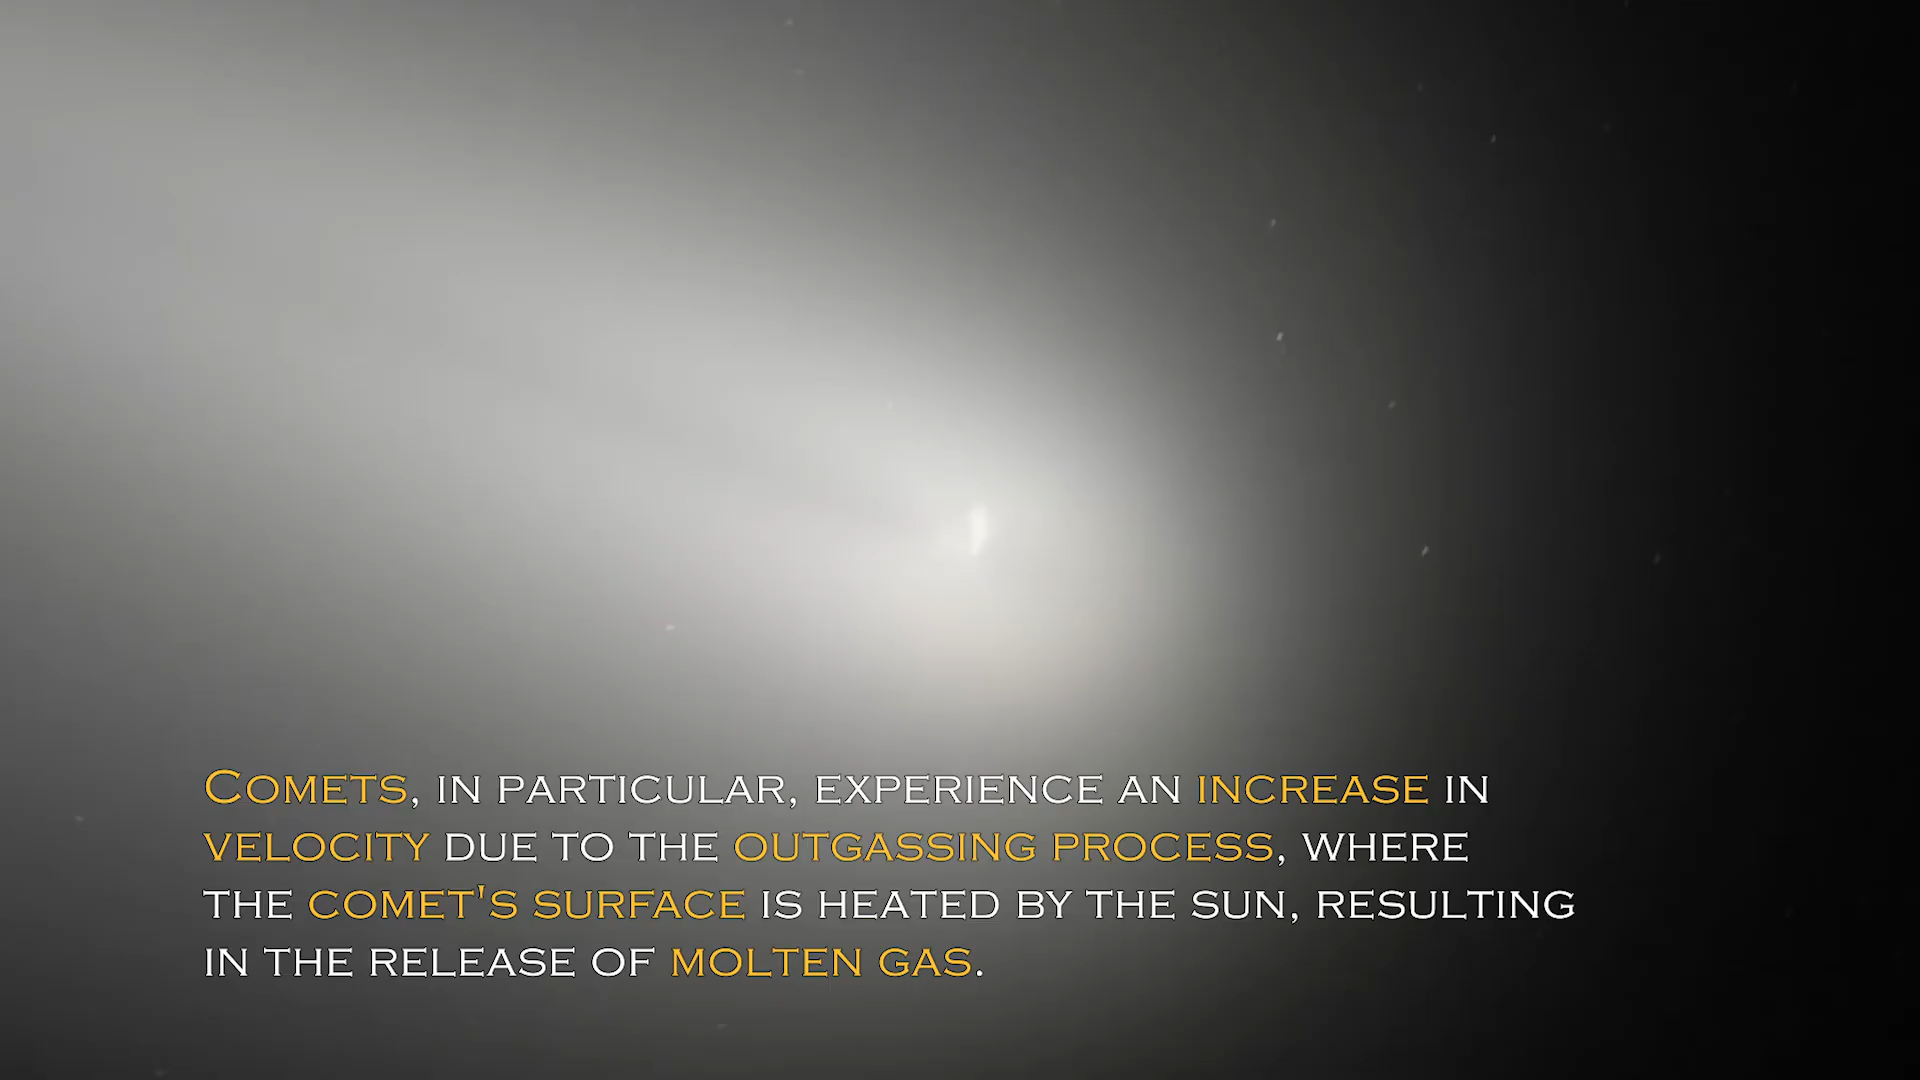 Comets, in particular, experience an increase in
velocity due to the outgassing process, where
the comet's surface is heated by the sun, resulting
in the release of molten gas.